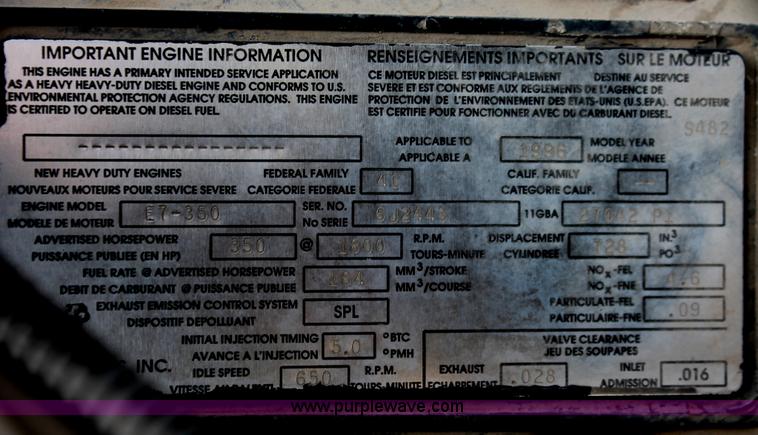 IMPORTANT ENGINE INFORMATION
THIS ENGINE HAS A PRIMARY INTENDED SERVICE APPLICATION
AS A HEAVY HEAVY-DUTY DIESEL ENGINE AND CONFORMS TO U.S.
ENVIRONMENTAL PROTECTION AGENCY REGULATIONS. THIS ENGINE
IS CERTIFIED TO OPERATE ON DIESEL FUEL.
RENSEIGNEMENTS IMPORTANTS SUR LE MOTEUR
CE MOTEUR DIESEL EST PRINCIPALEMENT DESTINE AU SERVICE
SEVERE ET EST CONFORME AUX REGLEMENTS DE L'AGENCE DE
PROTECTION DE L'ENVIRONNEMENT DES ETATS-UNIS (U.S.EPA). CE MOTEUR
EST CERTIFIE POUR FONCTIONNER AVEC DU CARBURANT DIESEL.
S482
APPLICABLE TO 1996 MODEL YEAR
APPLICABLE A MODELE ANNEE
NEW HEAVY DUTY ENGINES FEDERAL FAMILY 41 CALIF. FAMILY --
NOUVEAUX MOTEURS POUR SERVICE SEVERE CATEGORIE FEDERALE CATEGORIE CALIF.
ENGINE MODEL E7-350 SER. NO. 11GBA
MODELE DE MOTEUR No SERIE
ADVERTISED HORSEPOWER 350 @ 1800 R.P.M. DISPLACEMENT 728 IN.3
PUISSANCE PUBLIEE (EN HP) TOURS-MINUTE CYLINDREE PO3
FUEL RATE @ ADVERTISED HORSEPOWER MM3/STROKE NOx-FEL
DEBIT DE CARBURANT @ PUISSANCE PUBLIEE MM3/COURSE NOx-FNE
EXHAUST EMISSION CONTROL SYSTEM SPL PARTICULATE-FEL .09
DISPOSITIF DEPOLLUANT PARTICULAIRE-FNE
INITIAL INJECTION TIMING 5.0 °BTC VALVE CLEARANCE
AVANCE A L'INJECTION °PMH JEU DES SOUPAPES
INC. IDLE SPEED 650 R.P.M. EXHAUST .028 INLET .016
VITESSE TOURS-MINUTE ECHAPPEMENT ADMISSION
www.purplewave.com